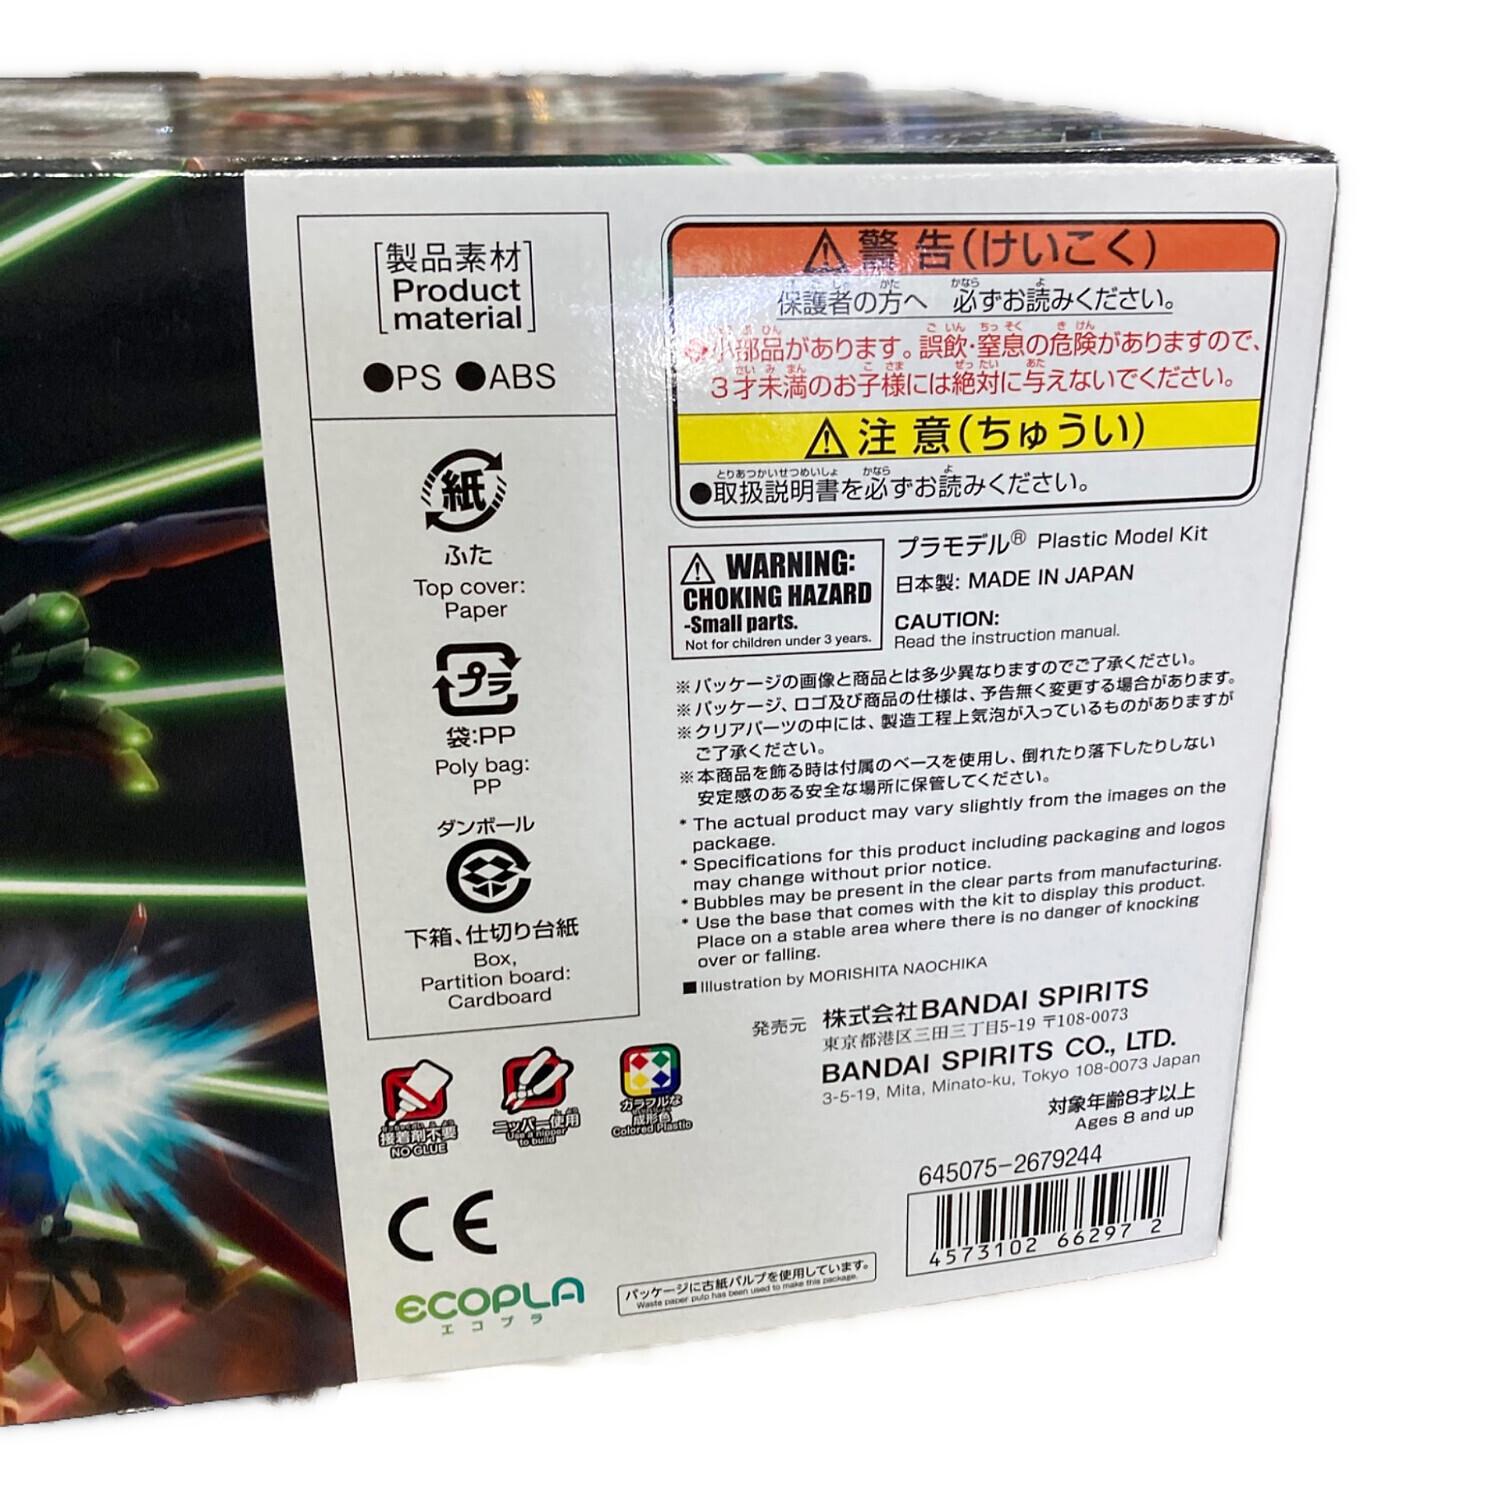 [製品素材]
[Product
material]
●PS ●ABS
紙
ふた
Top cover:
Paper
プラ
袋:PP
Poly bag:
PP
ダンボール
下箱、仕切り台紙
Box,
Partition board:
Cardboard
接着剤不要
NO GLUE
ニッパー使用
Use a nipper
to build
カラフルな
成形色
Colored Plastic
CE
ECOPLA
エコプラ
パッケージに古紙パルプを使用しています。
Waste paper pulp has been used to make this package.
⚠警告(けいこく)
保護者の方へ 必ずお読みください。
小部品があります。誤飲・窒息の危険がありますので、
3才未満のお子様には絶対に与えないでください。
⚠注意(ちゅうい)
●取扱説明書を必ずお読みください。
⚠WARNING:
CHOKING HAZARD
-Small parts.
Not for children under 3 years.
プラモデル® Plastic Model Kit
日本製: MADE IN JAPAN
CAUTION:
Read the instruction manual.
※パッケージの画像と商品とは多少異なりますのでご了承ください。
※パッケージ、ロゴ及び商品の仕様は、予告無く変更する場合があります。
※クリアパーツの中には、製造工程上気泡が入っているものがありますが
ご了承ください。
※本商品を飾る時は付属のベースを使用し、倒れたり落下したりしない
安定感のある安全な場所に保管してください。
* The actual product may vary slightly from the images on the
package.
* Specifications for this product including packaging and logos
may change without prior notice.
* Bubbles may be present in the clear parts from manufacturing.
* Use the base that comes with the kit to display this product.
Place on a stable area where there is no danger of knocking
over or falling.
■Illustration by MORISHITA NAOCHIKA
発売元 株式会社BANDAI SPIRITS
東京都港区三田三丁目5-19 〒108-0073
BANDAI SPIRITS CO., LTD.
3-5-19, Mita, Minato-ku, Tokyo 108-0073 Japan
対象年齢8才以上
Ages 8 and up
645075-2679244
4573102 66297 2